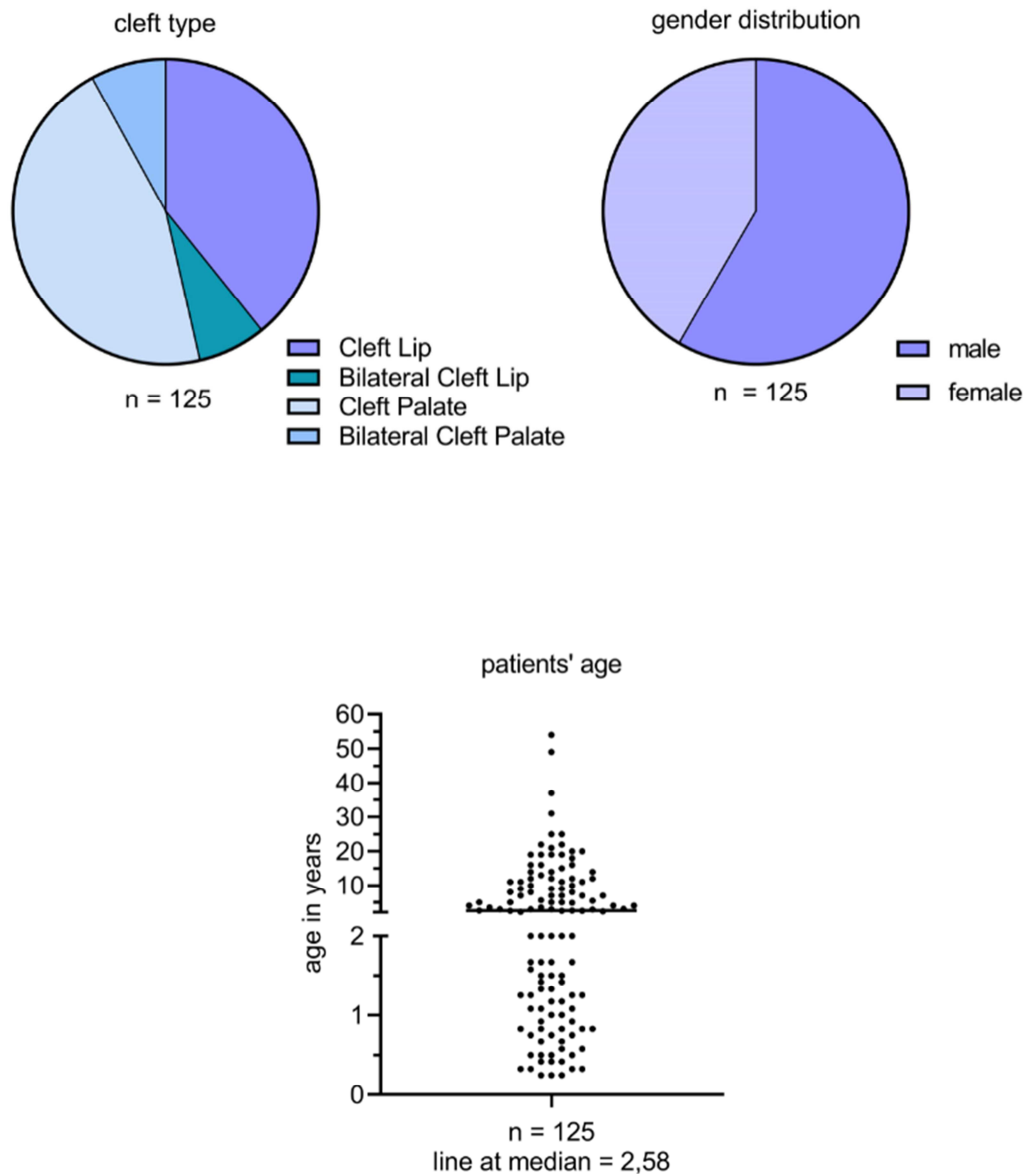 cleft type
gender distribution
Cleft Lip
Bilateral Cleft Lip
Cleft Palate
Bilateral Cleft Palate
n = 125
male
female
n = 125
patients' age
age in years
60
50
40
30
20
10
2
1
0
n = 125
line at median = 2,58